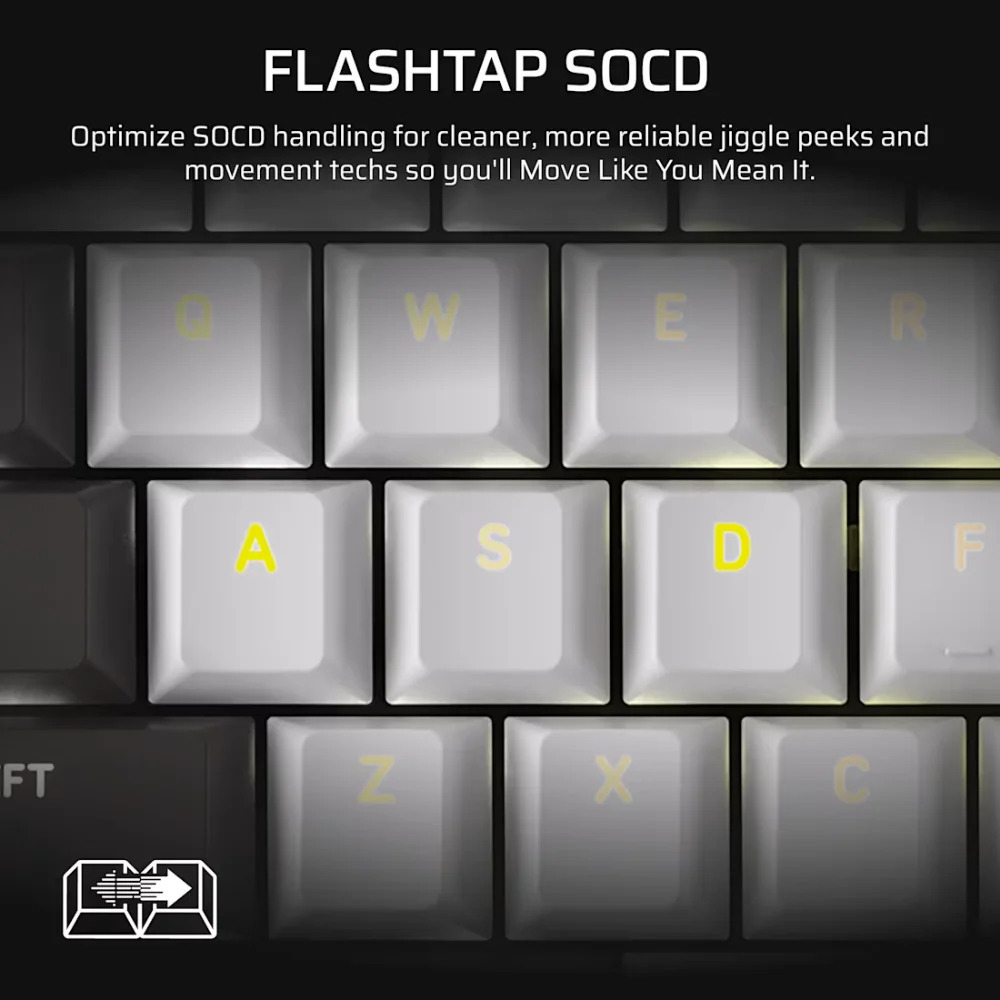 FLASHTAP SOCD
Optimize SOCD handling for cleaner, more reliable jiggle peeks and
movement techs so you'll Move Like You Mean It.
Q W E R
A S D F
FT Z X C